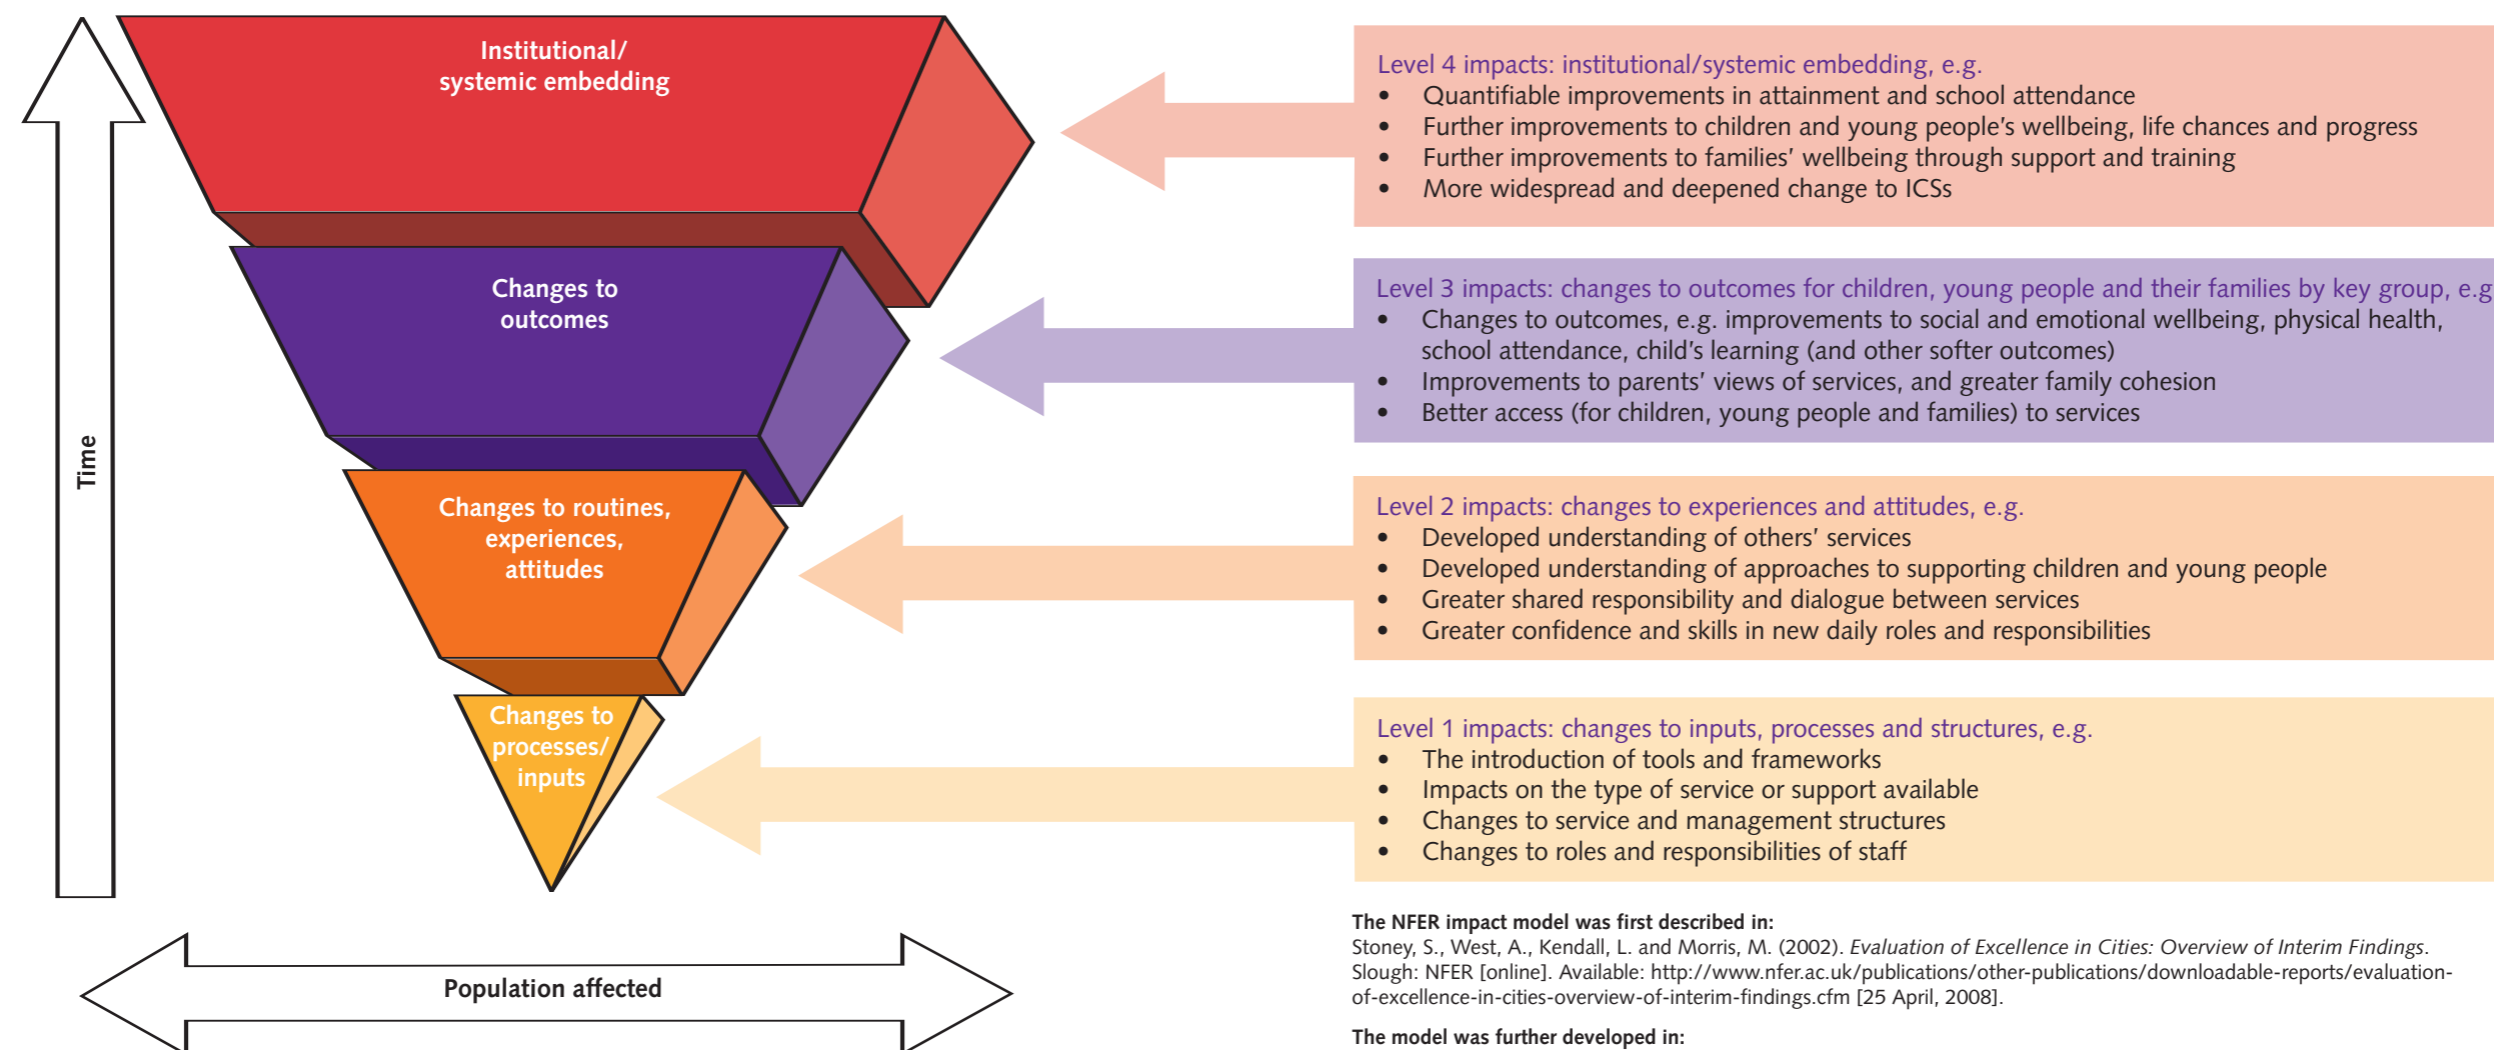 Institutional/
systemic embedding
Changes to
outcomes
Changes to routines,
experiences,
attitudes
Changes to
processes/
inputs
Time
Population affected
Level 4 impacts: institutional/systemic embedding, e.g.
• Quantifiable improvements in attainment and school attendance
• Further improvements to children and young people’s wellbeing, life chances and progress
• Further improvements to families’ wellbeing through support and training
• More widespread and deepened change to ICSs
Level 3 impacts: changes to outcomes for children, young people and their families by key group, e.g
• Changes to outcomes, e.g. improvements to social and emotional wellbeing, physical health,
school attendance, child’s learning (and other softer outcomes)
• Improvements to parents’ views of services, and greater family cohesion
• Better access (for children, young people and families) to services
Level 2 impacts: changes to experiences and attitudes, e.g.
• Developed understanding of others’ services
• Developed understanding of approaches to supporting children and young people
• Greater shared responsibility and dialogue between services
• Greater confidence and skills in new daily roles and responsibilities
Level 1 impacts: changes to inputs, processes and structures, e.g.
• The introduction of tools and frameworks
• Impacts on the type of service or support available
• Changes to service and management structures
• Changes to roles and responsibilities of staff
The NFER impact model was first described in:
Stoney, S., West, A., Kendall, L. and Morris, M. (2002). Evaluation of Excellence in Cities: Overview of Interim Findings.
Slough: NFER [online]. Available: http://www.nfer.ac.uk/publications/other-publications/downloadable-reports/evaluation-
of-excellence-in-cities-overview-of-interim-findings.cfm [25 April, 2008].
The model was further developed in: